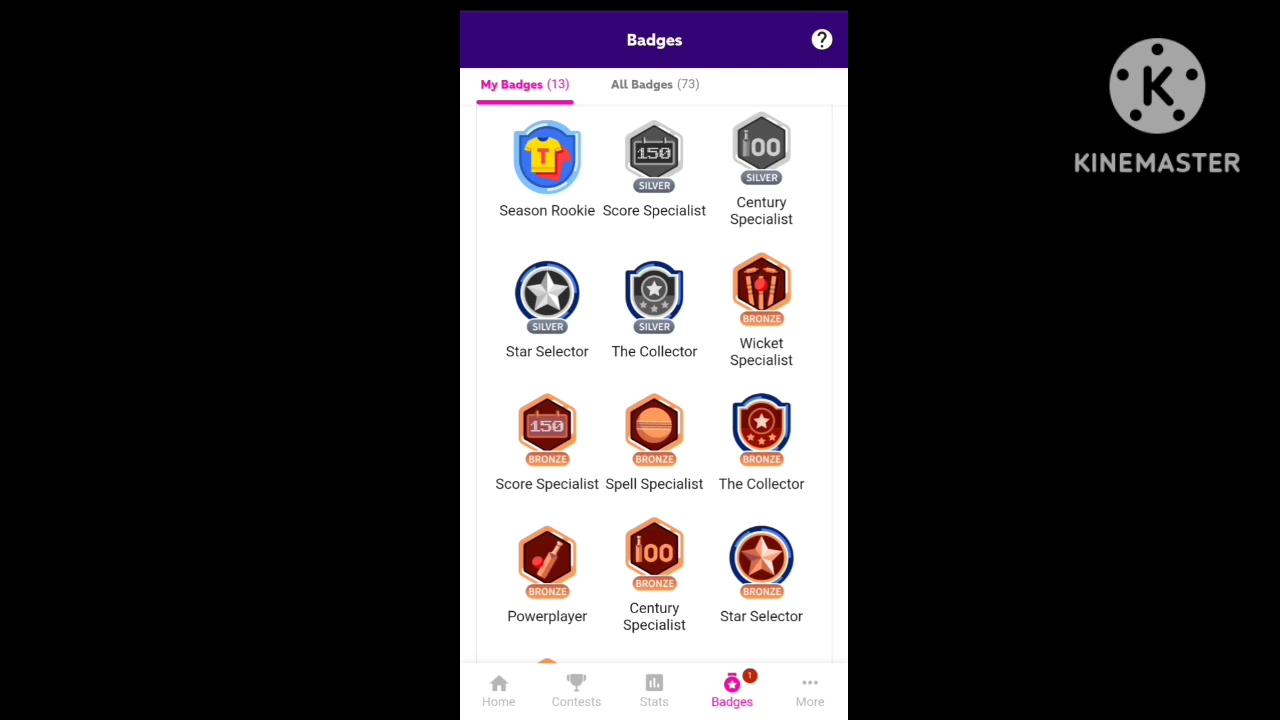 Badges
?
My Badges (13)
All Badges (73)
T
150
SILVER
100
SILVER
Season Rookie
Score Specialist
Century
Specialist
SILVER
SILVER
BRONZE
Star Selector
The Collector
Wicket
Specialist
150
BRONZE
BRONZE
BRONZE
Score Specialist
Spell Specialist
The Collector
BRONZE
100
BRONZE
BRONZE
Powerplayer
Century
Specialist
Star Selector
Home
Contests
Stats
1
Badges
More
K
KINEMASTER